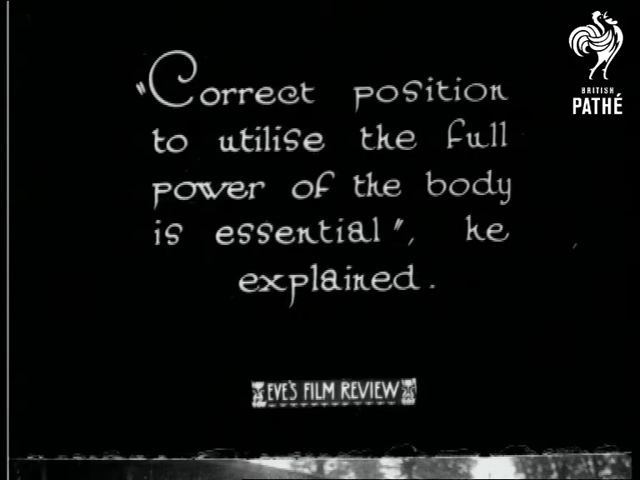 BRITISH
PATHÉ
"Correct position
to utilise the full
power of the body
is essential", he
explained.
EVE'S FILM REVIEW